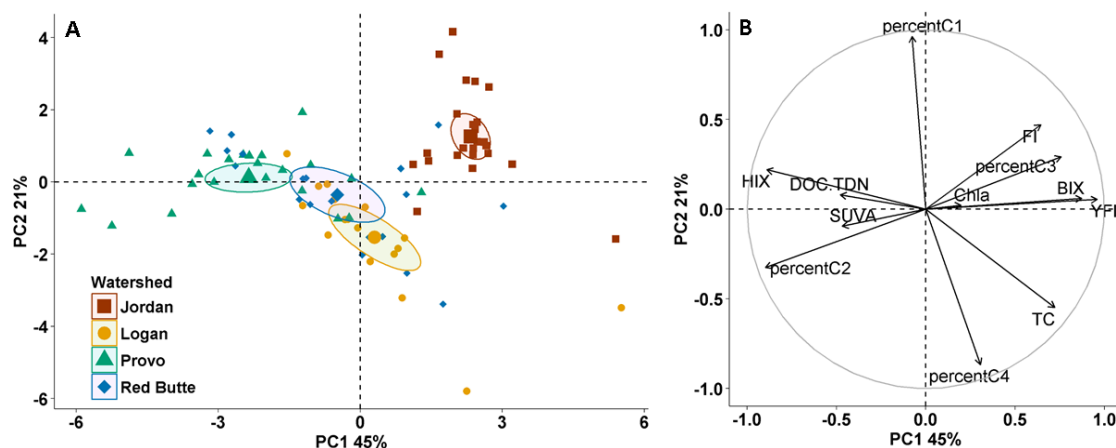 A
4
2
0
-2
-4
-6
PC2 21%
-6
-3
0
3
6
PC1 45%
Watershed
Jordan
Logan
Provo
Red Butte
B
1.0
0.5
0.0
-0.5
-1.0
PC2 21%
-1.0
-0.5
0.0
0.5
1.0
PC1 45%
percentC1
FI
percentC3
HIX
DOC.TDN
Chla
BIX
YFI
SUVA
percentC2
TC
percentC4